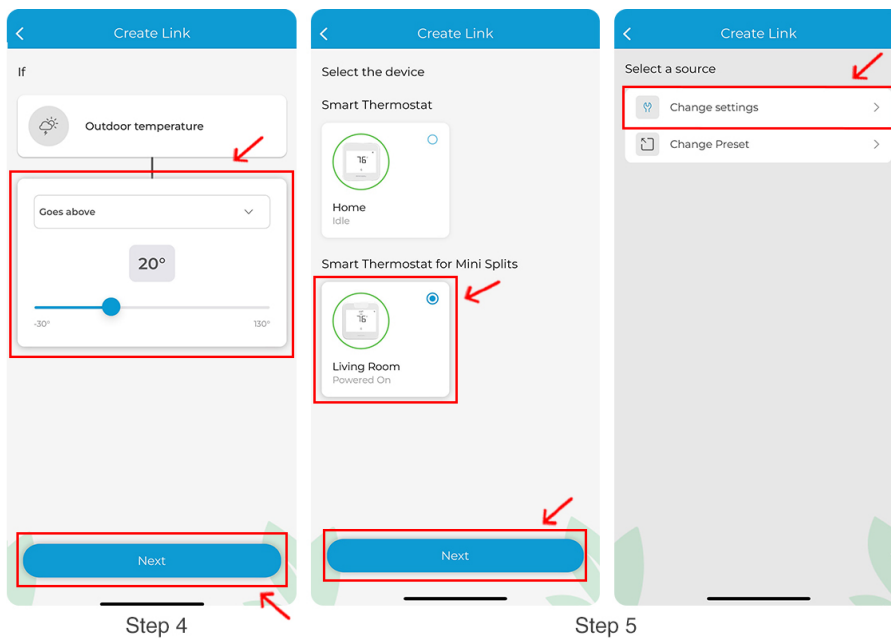 Create Link
If
Outdoor temperature
Goes above
20°
-30°
130°
Next
Step 4
Create Link
Select the device
Smart Thermostat
76
Home
Idle
Smart Thermostat for Mini Splits
76
Living Room
Powered On
Next
Create Link
Select a source
Change settings
Change Preset
Step 5